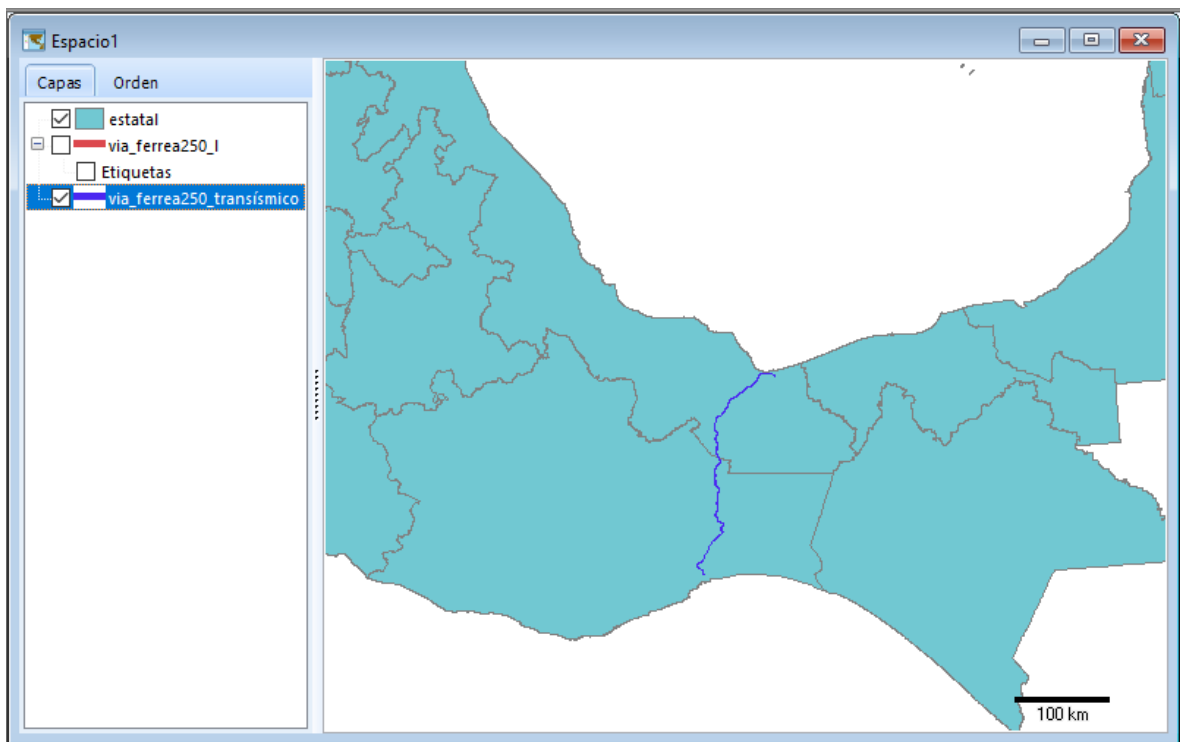 Espacio1
Capas Orden
estatal
via_ferrea250_l
Etiquetas
via_ferrea250_transísmico
100 km